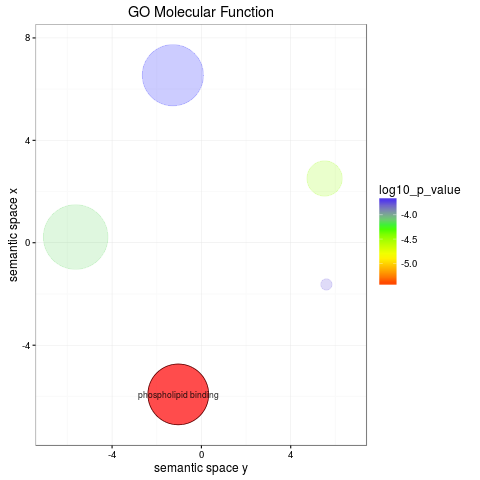 GO Molecular Function
8
4
0
-4
semantic space x
phospholipid binding
-4
0
4
semantic space y
log10_p_value
-4.0
-4.5
-5.0